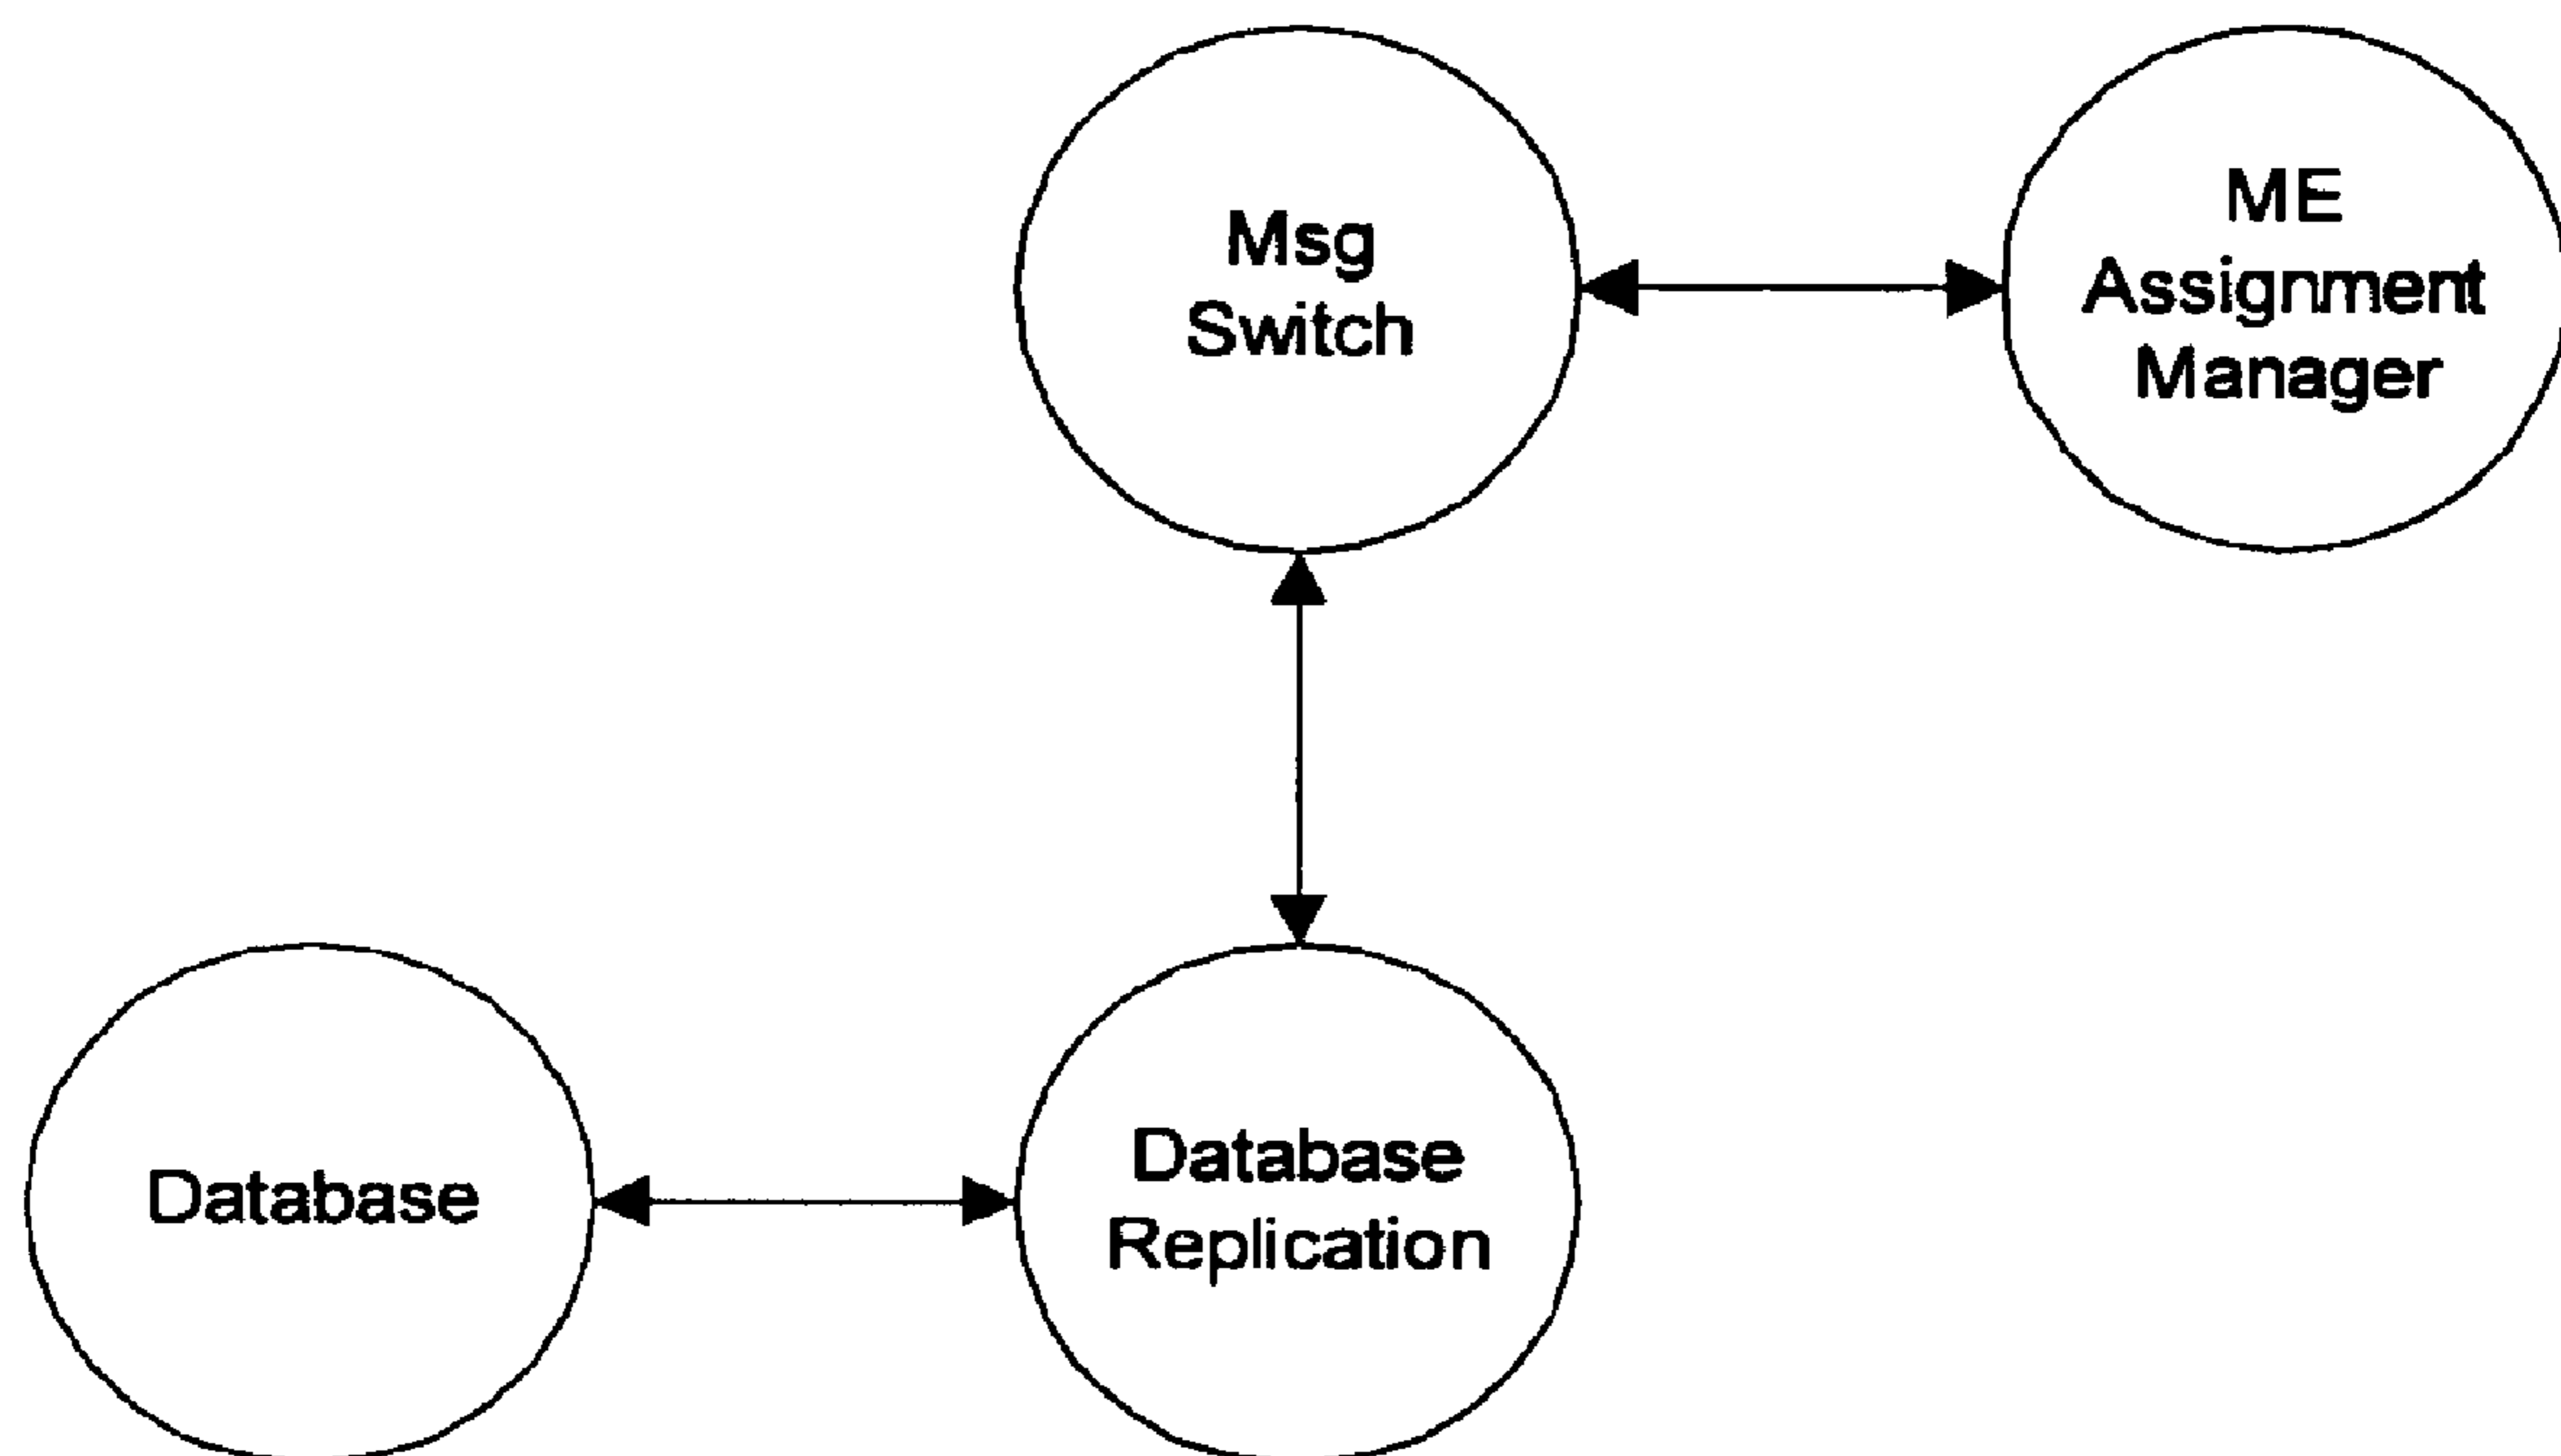 Msg
Switch
ME
Assignment
Manager
Database
Database
Replication